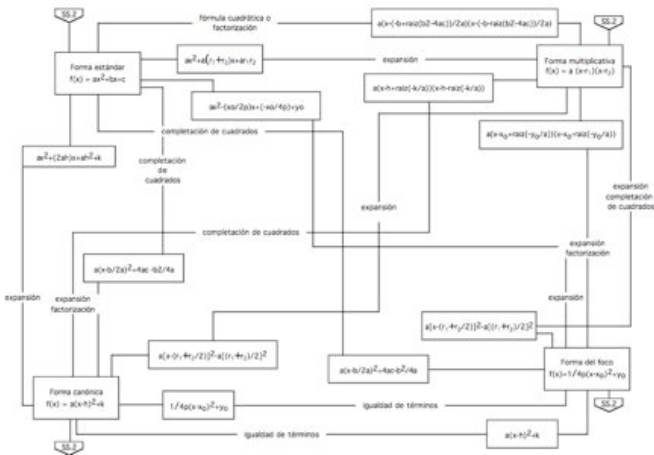 SS.2
fórmula cuadrática o
factorización
a(x-(-b+raiz(b2-4ac))/2a)(x-(-b-raiz(b2-4ac))/2a)
SS.2
Forma estándar
f(x) = ax²+bx+c
ax²+a(r₁+r₂)x+ar₁r₂
expansión
Forma multiplicativa
f(x) = a (x-r₁)(x-r₂)
a(x-h+raiz(-k/a))(x-h-raiz(-k/a))
ax²-(xo/2p)x+(-xo/4p)+yo
completación de cuadrados
a(x-x₀+raiz(-y₀/a))(x-x₀-raiz(-y₀/a))
ax²+(2ah)x+ah²+k
completación
de
cuadrados
expansión
completación
de cuadrados
expansión
completación de cuadrados
expansión
factorización
a(x-b/2a)²+4ac-b2/4a
expansión
expansión
factorización
expansión
a[x-(r₁+r₂/2)]²-a[(r₁+r₂)/2]²
a[x-(r₁+r₂/2)]²-a[(r₁+r₂)/2]²
a(x-b/2a)²+4ac-b²/4a
Forma del foco
f(x)=1/4p(x-x₀)²+y₀
Forma canónica
f(x) = a(x-h)²+k
1/4p(x-x₀)²+y₀
igualdad de términos
SS.2
igualdad de términos
a(x-h)²+k
SS.2